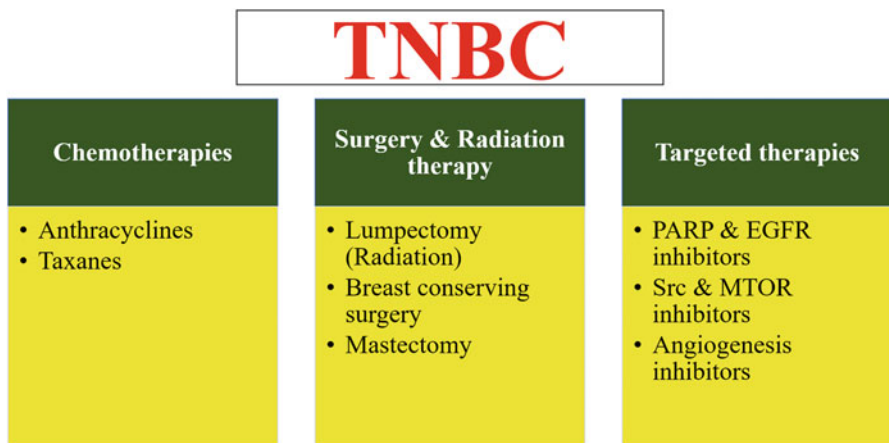 TNBC
Chemotherapies
• Anthracyclines
• Taxanes
Surgery & Radiation
therapy
• Lumpectomy
(Radiation)
• Breast conserving
surgery
• Mastectomy
Targeted therapies
• PARP & EGFR
inhibitors
• Src & MTOR
inhibitors
• Angiogenesis
inhibitors